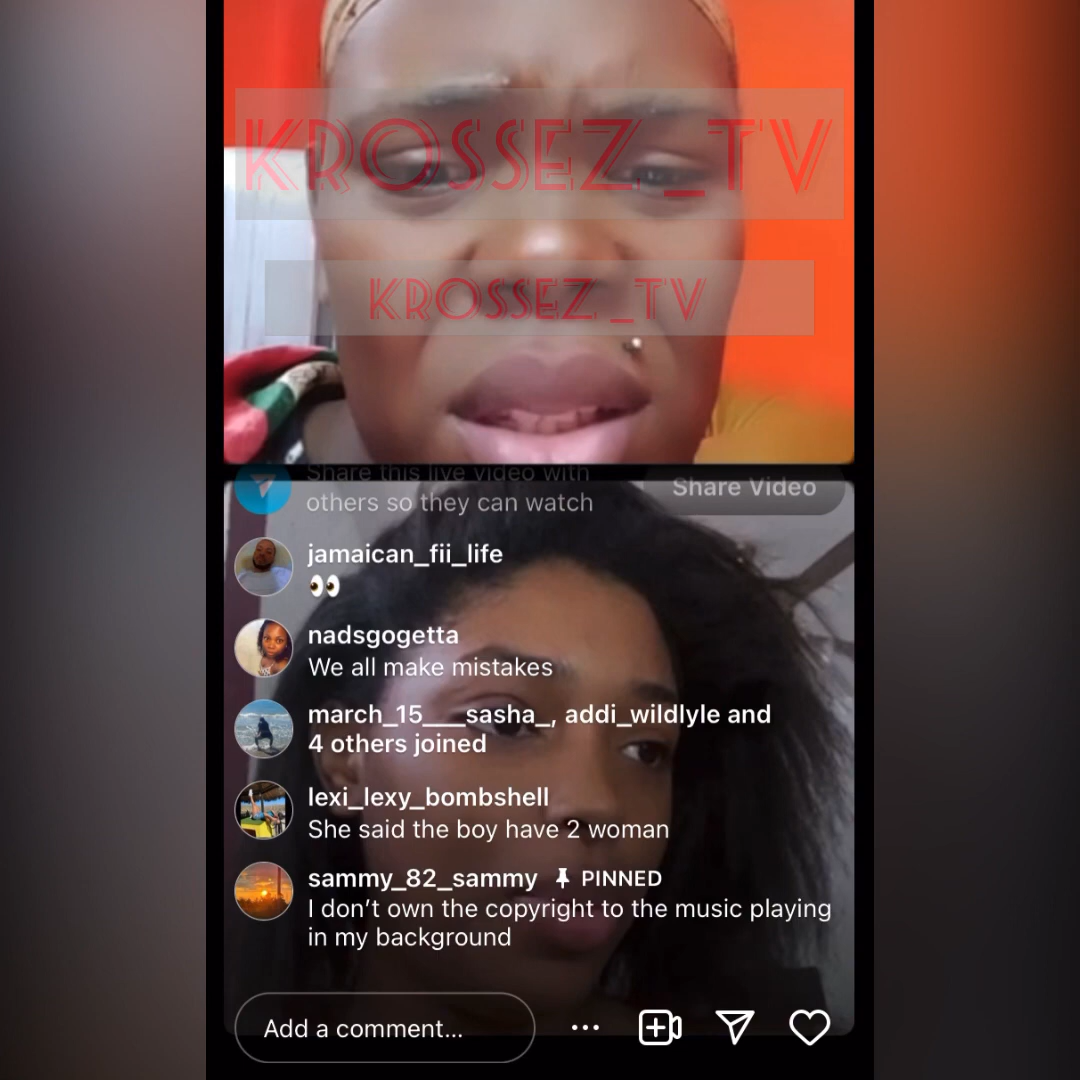 KROSSEZ_TV
KROSSEZ_TV
Share this live video with
others so they can watch
Share Video
jamaican_fii_life
👀
nadsgogetta
We all make mistakes
march_15___sasha_, addi_wildlyle and
4 others joined
lexi_lexy_bombshell
She said the boy have 2 woman
sammy_82_sammy PINNED
I don't own the copyright to the music playing
in my background
Add a comment...